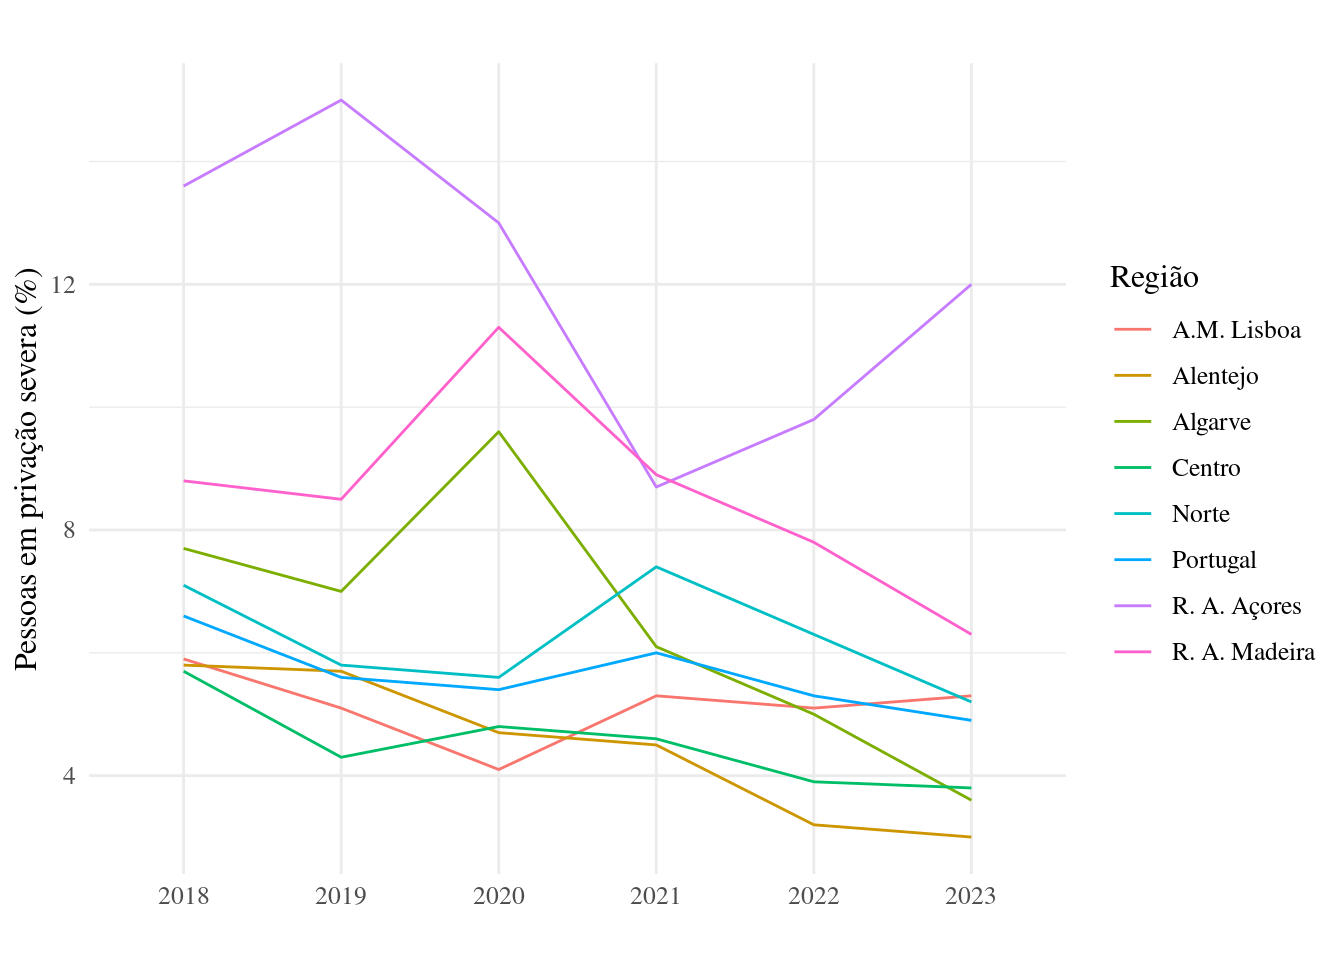 Pessoas em privação severa (%)
12
8
4
2018 2019 2020 2021 2022 2023
Região
A.M. Lisboa
Alentejo
Algarve
Centro
Norte
Portugal
R. A. Açores
R. A. Madeira